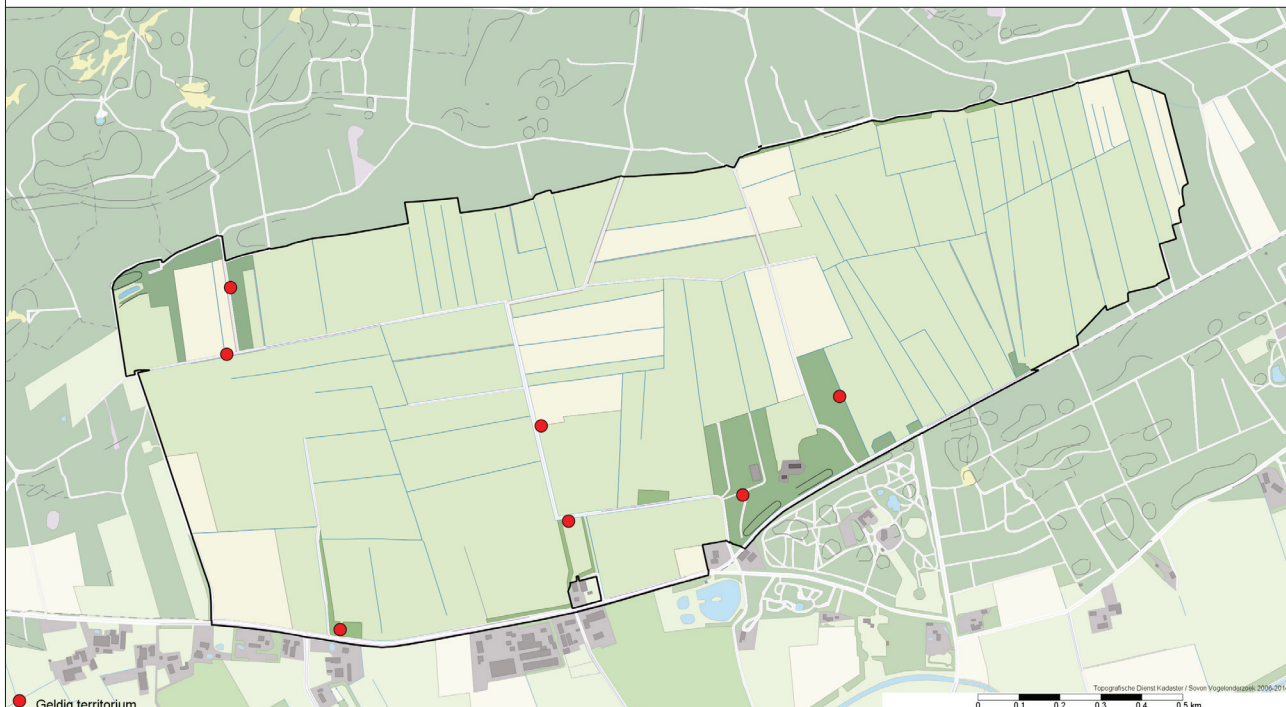 Topografische Dienst Kadaster / Sovon Vogelonderzoek 2006-201
Geldig territorium
0 0.1 0.2 0.3 0.4 0.5 km